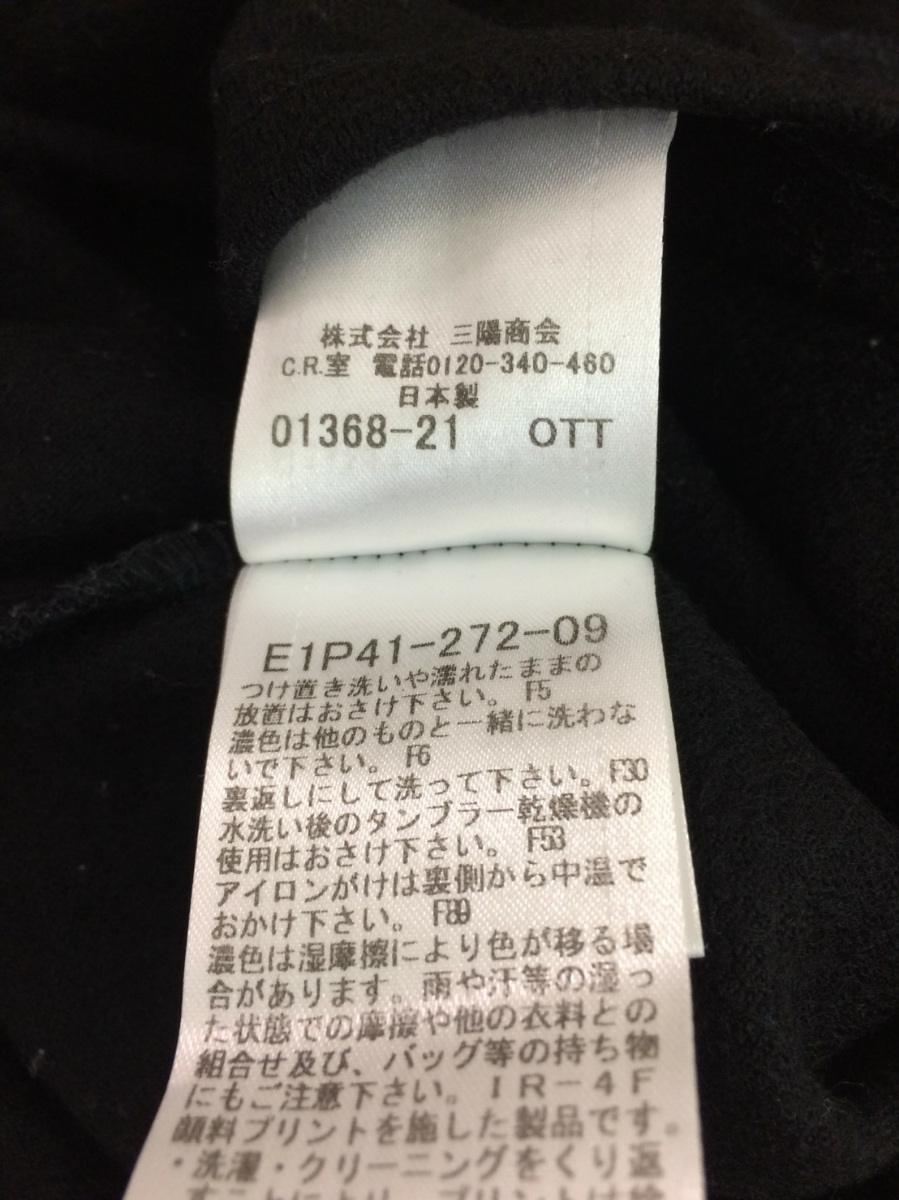 株式会社 三陽商会
C.R.室 電話0120-340-460
日本製
01368-21 OTT
E1P41-272-09
つけ置き洗いや濡れたままの
放置はおさけ下さい。 F5
濃色は他のものと一緒に洗わな
いで下さい。 F6
裏返しにして洗って下さい。F30
水洗い後のタンブラー乾燥機の
使用はおさけ下さい。 F53
アイロンがけは裏側から中温で
おかけ下さい。 F89
濃色は湿摩擦により色が移る場
合があります。雨や汗等の湿っ
た状態での摩擦や他の衣料との
組合せ及び、バッグ等の持ち物
にもご注意下さい。IR-4F
顔料プリントを施した製品です。
・洗濯・クリーニングをくり返
すことにより、プリントは